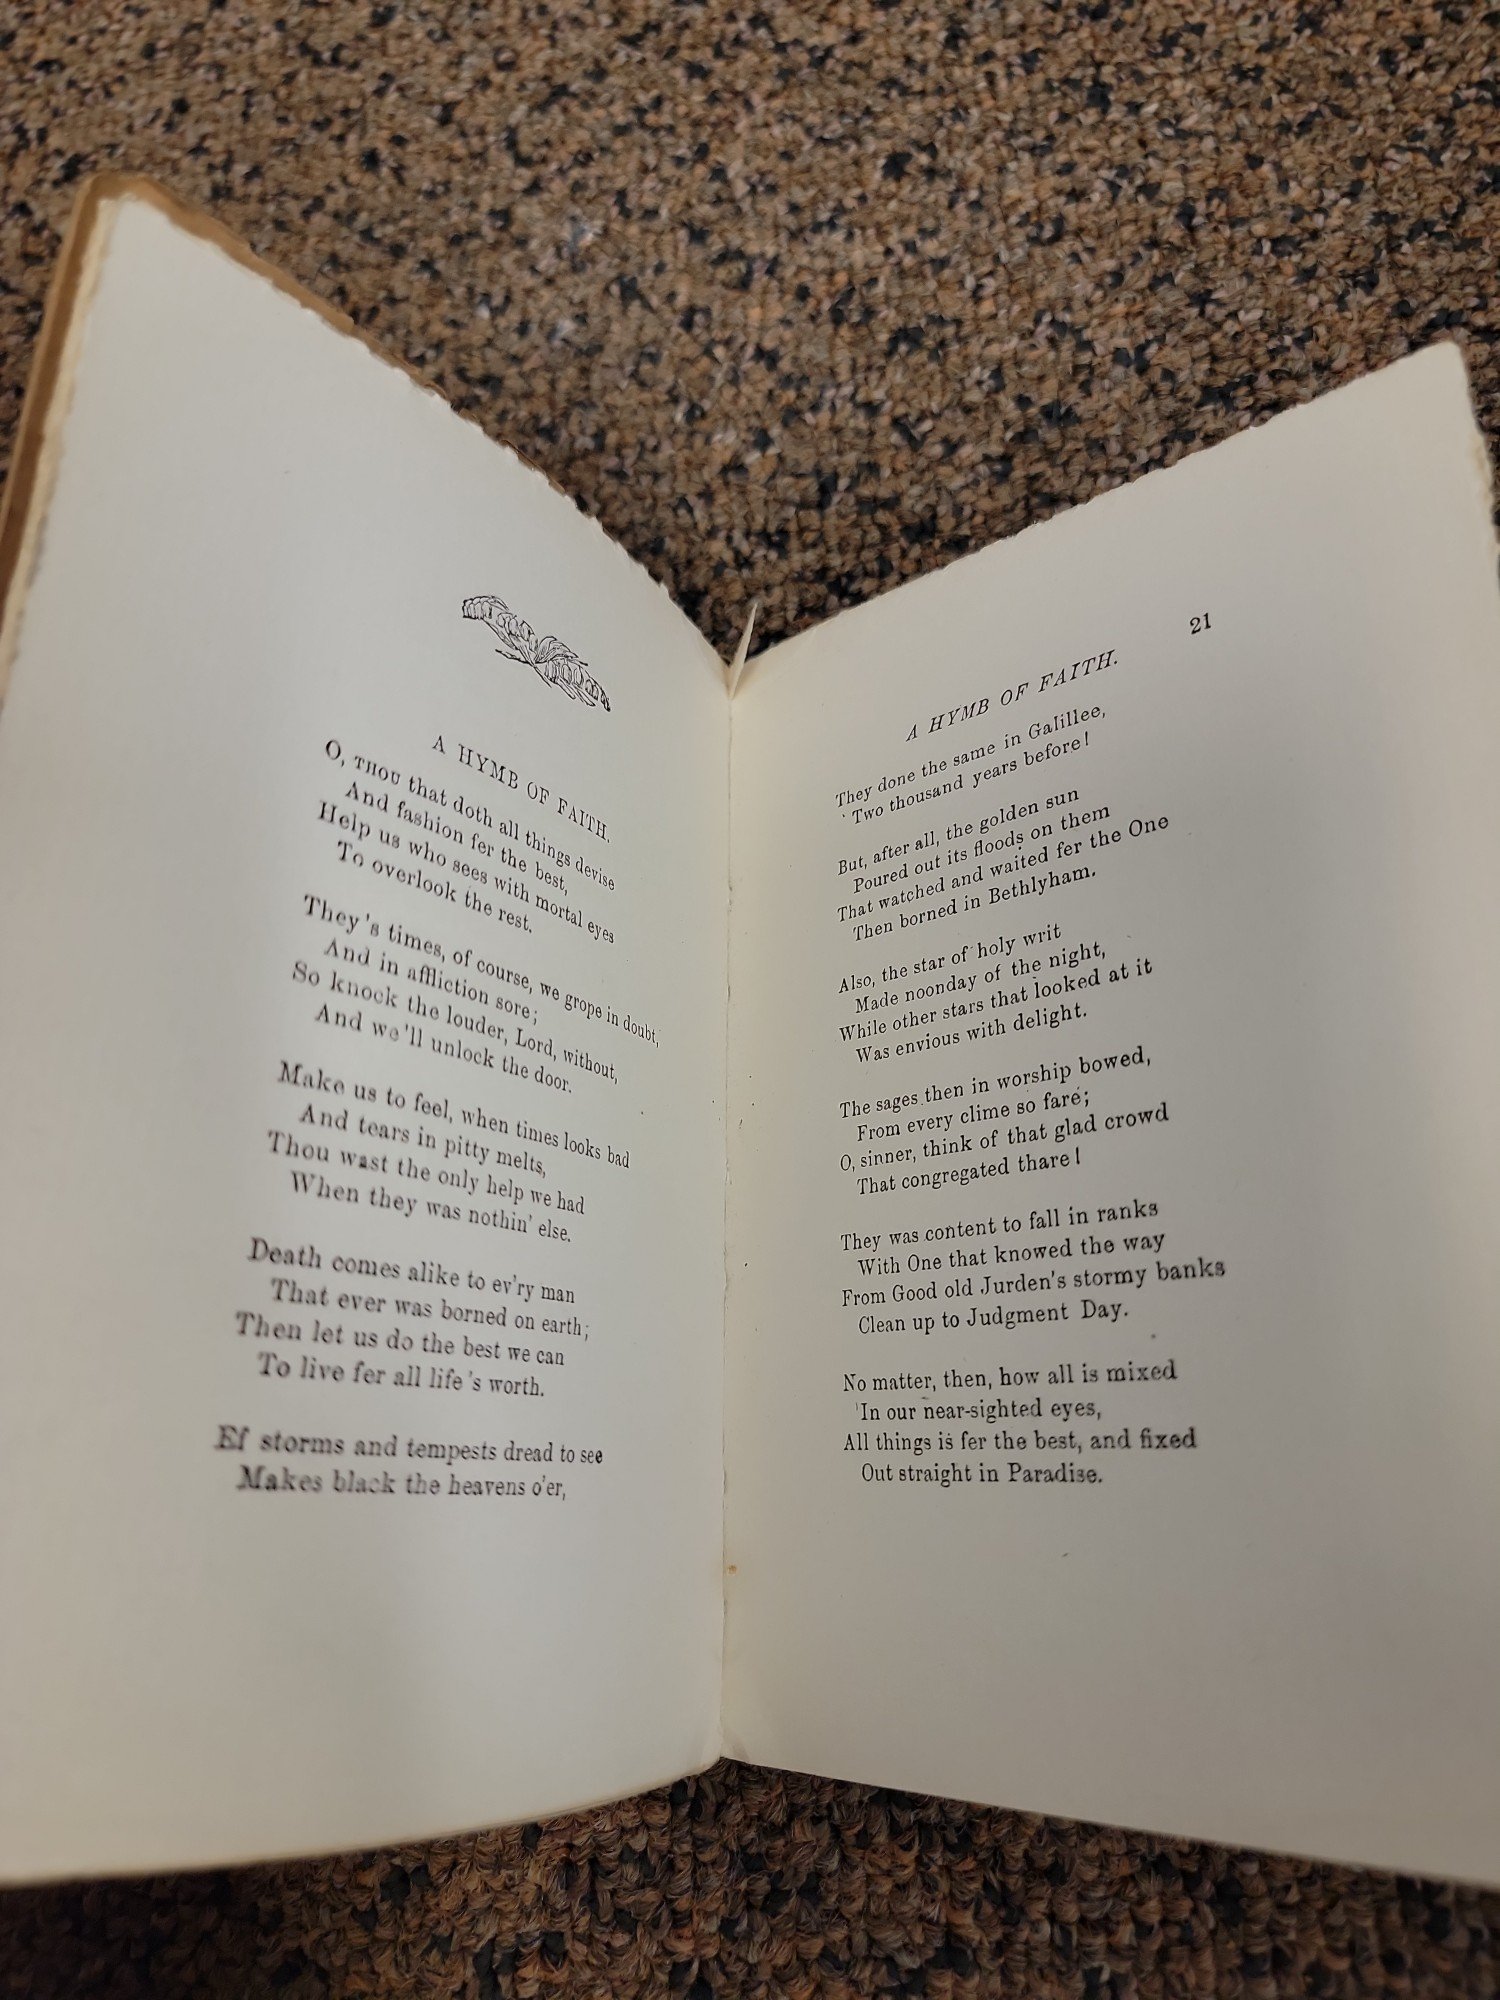 A HYMB OF FAITH.
O, THOU that doth all things devise
And fashion fer the best,
Help us who sees with mortal eyes
To overlook the rest.
They 's times, of course, we grope in doubt,
And in affliction sore;
So knock the louder, Lord, without,
And we'll unlock the door.
Make us to feel, when times looks bad
And tears in pitty melts,
Thou wast the only help we had
When they was nothin' else.
Death comes alike to ev'ry man
That ever was borned on earth;
Then let us do the best we can
To live fer all life 's worth.
Ef storms and tempests dread to see
Makes black the heavens o'er,
21
A HYMB OF FAITH.
They done the same in Galillee,
Two thousand years before!
But, after all, the golden sun
Poured out its floods on them
That watched and waited fer the One
Then borned in Bethlyham.
Also, the star of holy writ
Made noonday of the night,
While other stars that looked at it
Was envious with delight.
The sages then in worship bowed,
From every clime so fare;
O, sinner, think of that glad crowd
That congregated thare!
They was content to fall in ranks
With One that knowed the way
From Good old Jurden's stormy banks
Clean up to Judgment Day.
No matter, then, how all is mixed
In our near-sighted eyes,
All things is fer the best, and fixed
Out straight in Paradise.